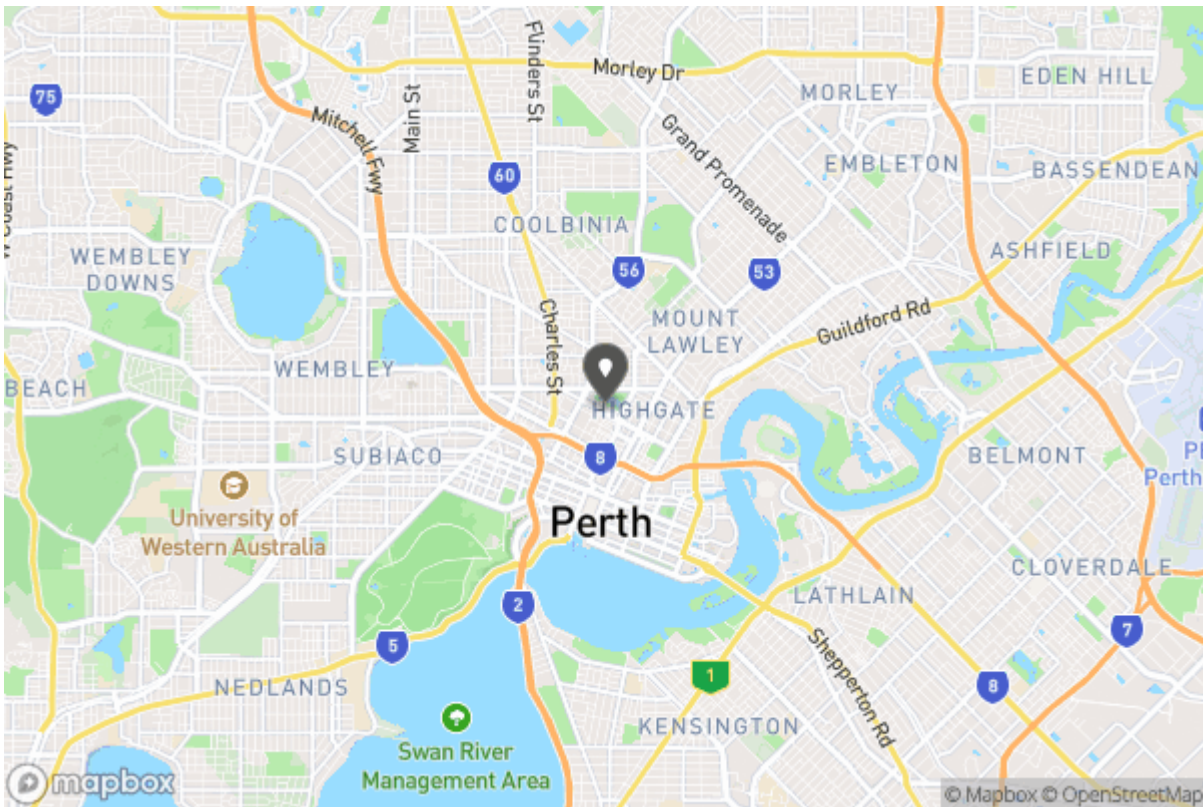 Flinders St
Morley Dr
EDEN HILL
75
MORLEY
Main St
Mitchell Fwy
Grand Promenade
EMBLETON
BASSENDEAN
60
W Coast Hwy
COOLBINIA
WEMBLEY
DOWNS
56
53
ASHFIELD
Charles St
MOUNT
LAWLEY
Guildford Rd
WEMBLEY
BEACH
HIGHGATE
SUBIACO
8
BELMONT
Perth
University of
Western Australia
Perth
CLOVERDALE
2
LATHLAIN
5
Shepperton Rd
7
1
8
NEDLANDS
KENSINGTON
Swan River
Management Area
mapbox
© Mapbox © OpenStreetMap